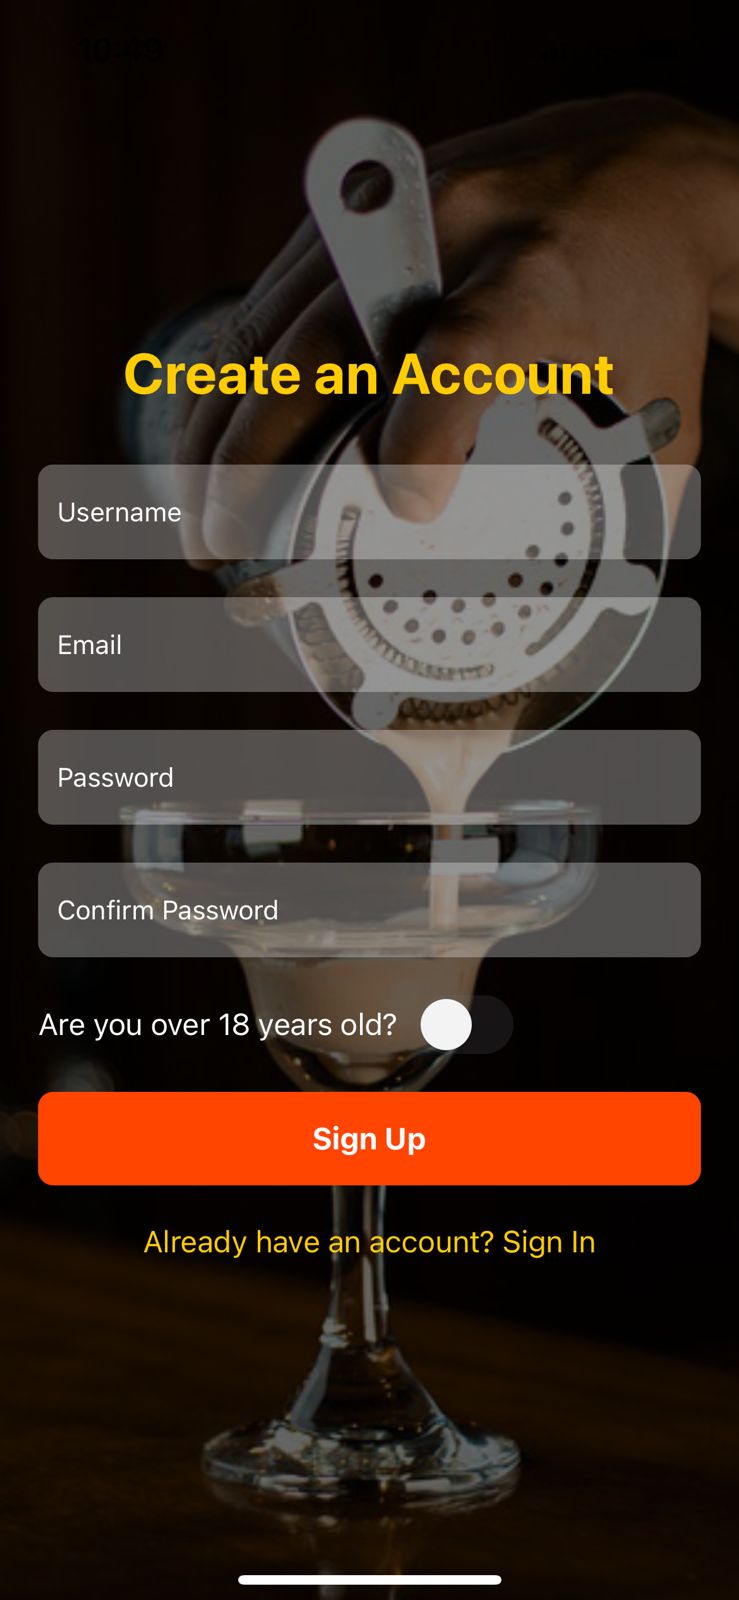 10:49
Create an Account
Username
Email
Password
Confirm Password
Are you over 18 years old?
Sign Up
Already have an account? Sign In